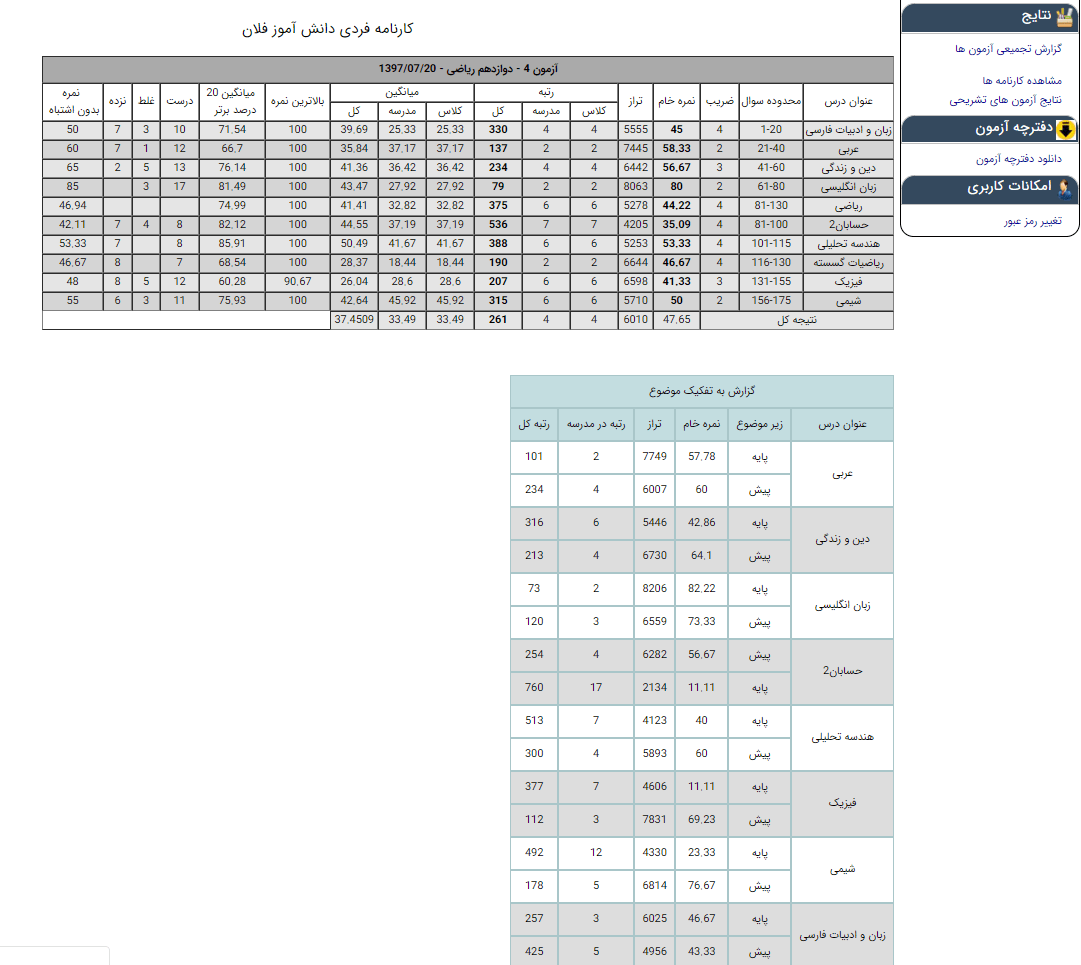 نتایج
گزارش تجمیعی آزمون ها
مشاهده کارنامه ها
نتایج آزمون های تشریحی
دفترچه آزمون
دانلود دفترچه آزمون
امکانات کاربری
تغییر رمز عبور
کارنامه فردی دانش آموز فلان
آزمون 4 - دوازدهم ریاضی - 1397/07/20
عنوان درس محدوده سوال ضریب نمره خام تراز رتبه میانگین بالاترین نمره میانگین 20 درصد برتر درست غلط نزده نمره بدون اشتباه
کلاس مدرسه کل کلاس مدرسه کل
زبان و ادبیات فارسی 1-20 4 45 5555 4 4 330 25,33 25,33 39,69 100 71,54 10 3 7 50
عربی 21-40 2 58,33 7445 2 2 137 37,17 37,17 35,84 100 66,7 12 1 7 60
دین و زندگی 41-60 3 56,67 6442 4 4 234 36,42 36,42 41,36 100 76,14 13 5 2 65
زبان انگلیسی 61-80 2 80 8063 2 2 79 27,92 27,92 43,47 100 81,49 17 3 85
ریاضی 81-130 4 44,22 5278 6 6 375 32,82 32,82 41,41 100 74,99 46,94
حسابان2 81-100 4 35,09 4205 7 7 536 37,19 37,19 44,55 100 82,12 8 4 7 42,11
هندسه تحلیلی 101-115 4 53,33 5253 6 6 388 41,67 41,67 50,49 100 85,91 8 7 53,33
ریاضیات گسسته 116-130 4 46,67 6644 2 2 190 18,44 18,44 28,37 100 68,54 7 8 46,67
فیزیک 131-155 3 41,33 6598 6 6 207 28,6 28,6 26,04 90,67 60,28 12 5 8 48
شیمی 156-175 2 50 5710 6 6 315 45,92 45,92 42,64 100 75,93 11 3 6 55
نتیجه کل 47,65 6010 4 4 261 33,49 33,49 37,4509
گزارش به تفکیک موضوع
عنوان درس زیر موضوع نمره خام تراز رتبه در مدرسه رتبه کل
عربی پایه 57,78 7749 2 101
پیش 60 6007 4 234
دین و زندگی پایه 42,86 5446 6 316
پیش 64,1 6730 4 213
زبان انگلیسی پایه 82,22 8206 2 73
پیش 73,33 6559 3 120
حسابان2 پیش 56,67 6282 4 254
پایه 11,11 2134 17 760
هندسه تحلیلی پایه 40 4123 7 513
پیش 60 5893 4 300
فیزیک پایه 11,11 4606 7 377
پیش 69,23 7831 3 112
شیمی پایه 23,33 4330 12 492
پیش 76,67 6814 5 178
زبان و ادبیات فارسی پایه 46,67 6025 3 257
پیش 43,33 4956 5 425